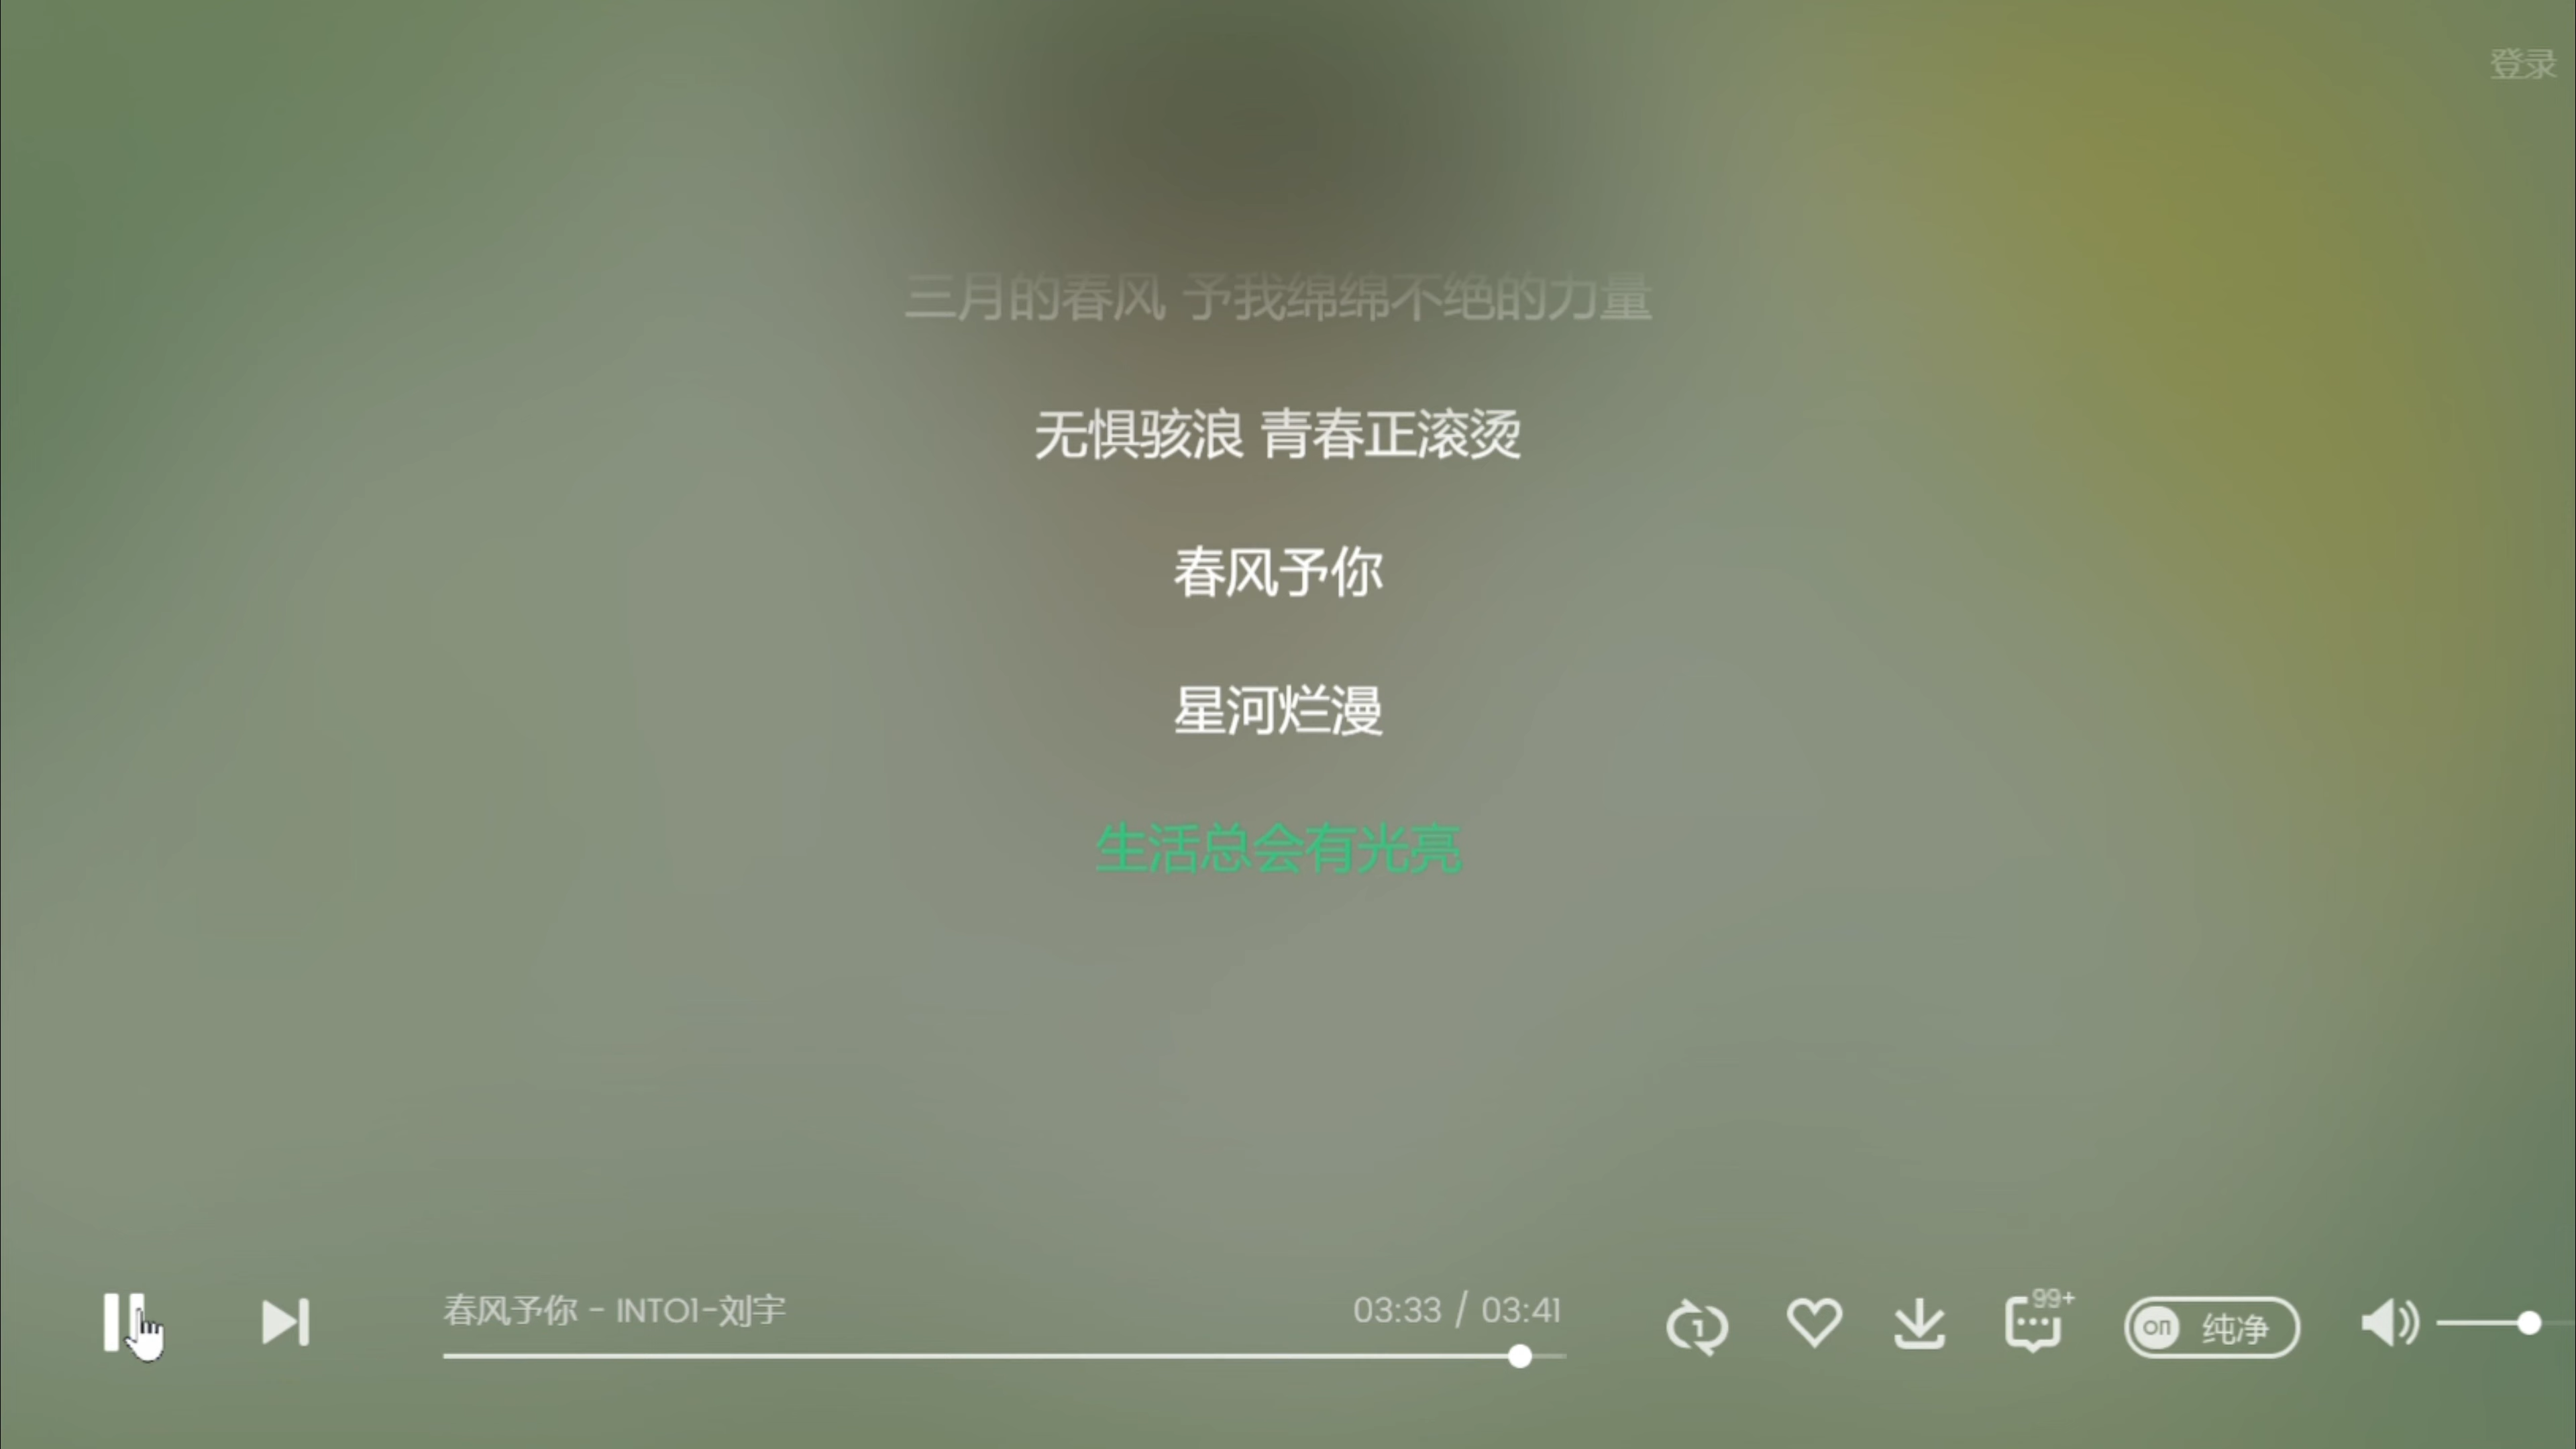 登录
三月的春风 予我绵绵不绝的力量
无惧骇浪 青春正滚烫
春风予你
星河烂漫
生活总会有光亮
春风予你 - INTO1-刘宇
03:33 / 03:41
1
99+
on 纯净